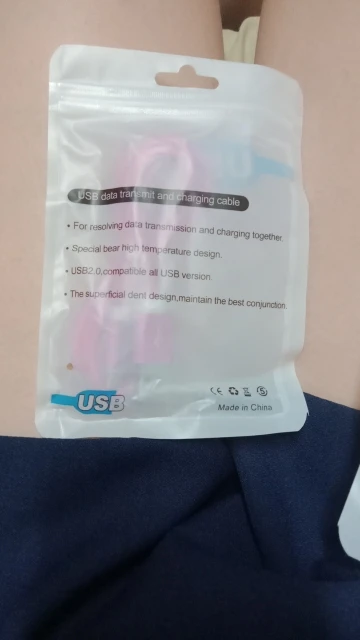 USB data transmit and charging cable
• For resolving data transmission and charging together.
• Special bear high temperature design.
• USB2.0,compatible all USB version.
• The superficial dent design,maintain the best conjunction.
USB
CE
Made in China